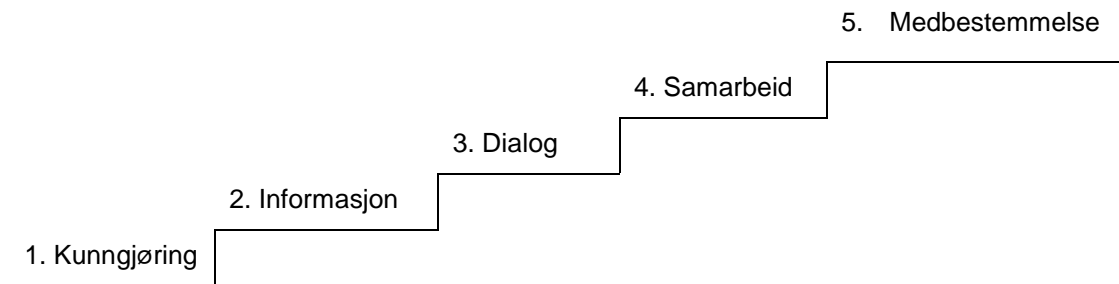 5. Medbestemmelse
4. Samarbeid
3. Dialog
2. Informasjon
1. Kunngjøring